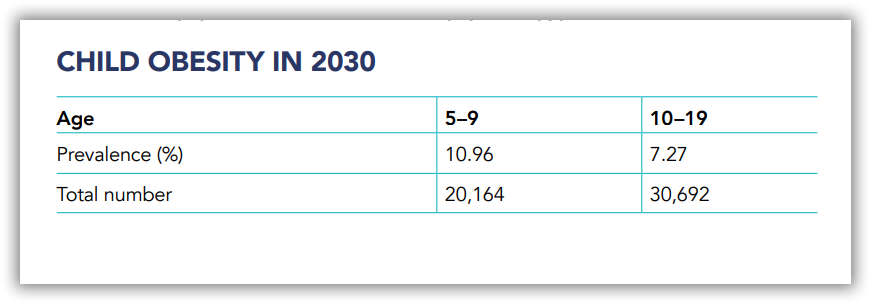 CHILD OBESITY IN 2030
Age 5–9 10–19
Prevalence (%) 10.96 7.27
Total number 20,164 30,692